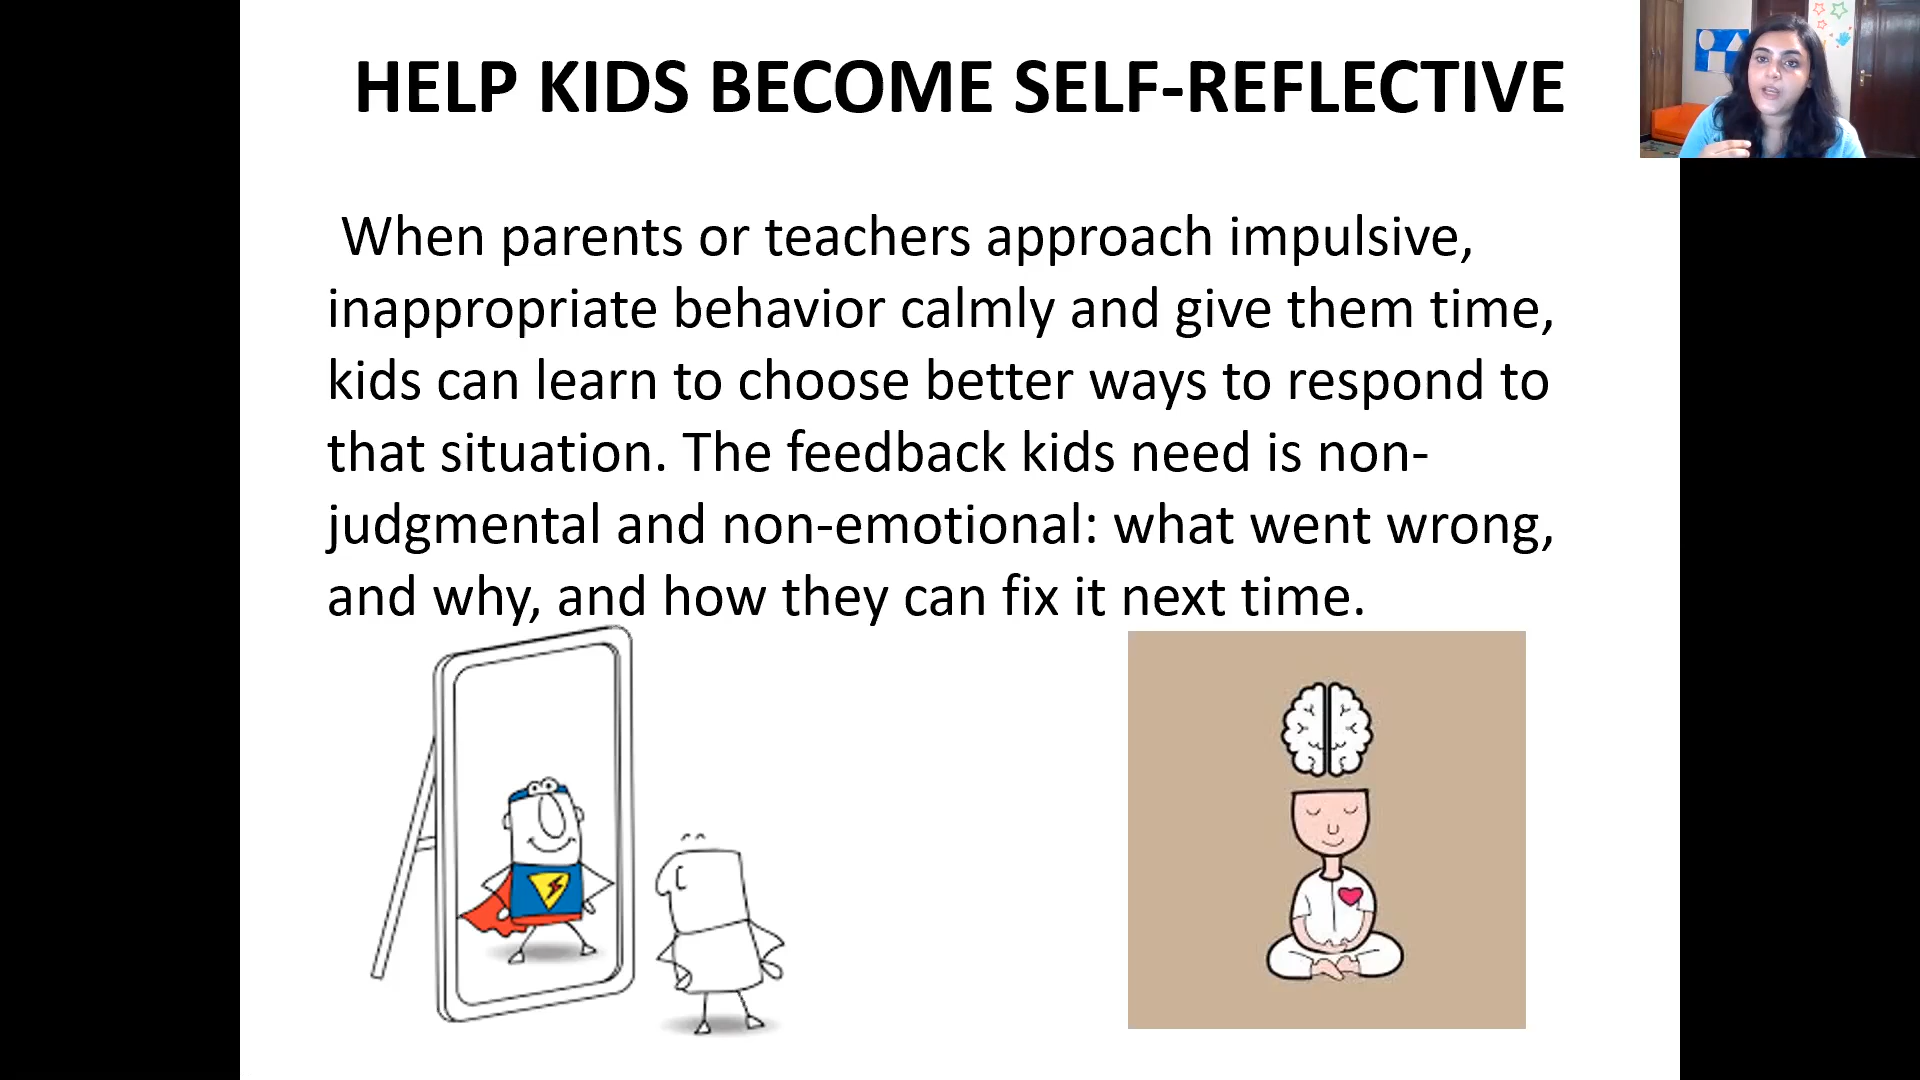 HELP KIDS BECOME SELF-REFLECTIVE
When parents or teachers approach impulsive,
inappropriate behavior calmly and give them time,
kids can learn to choose better ways to respond to
that situation. The feedback kids need is non-
judgmental and non-emotional: what went wrong,
and why, and how they can fix it next time.